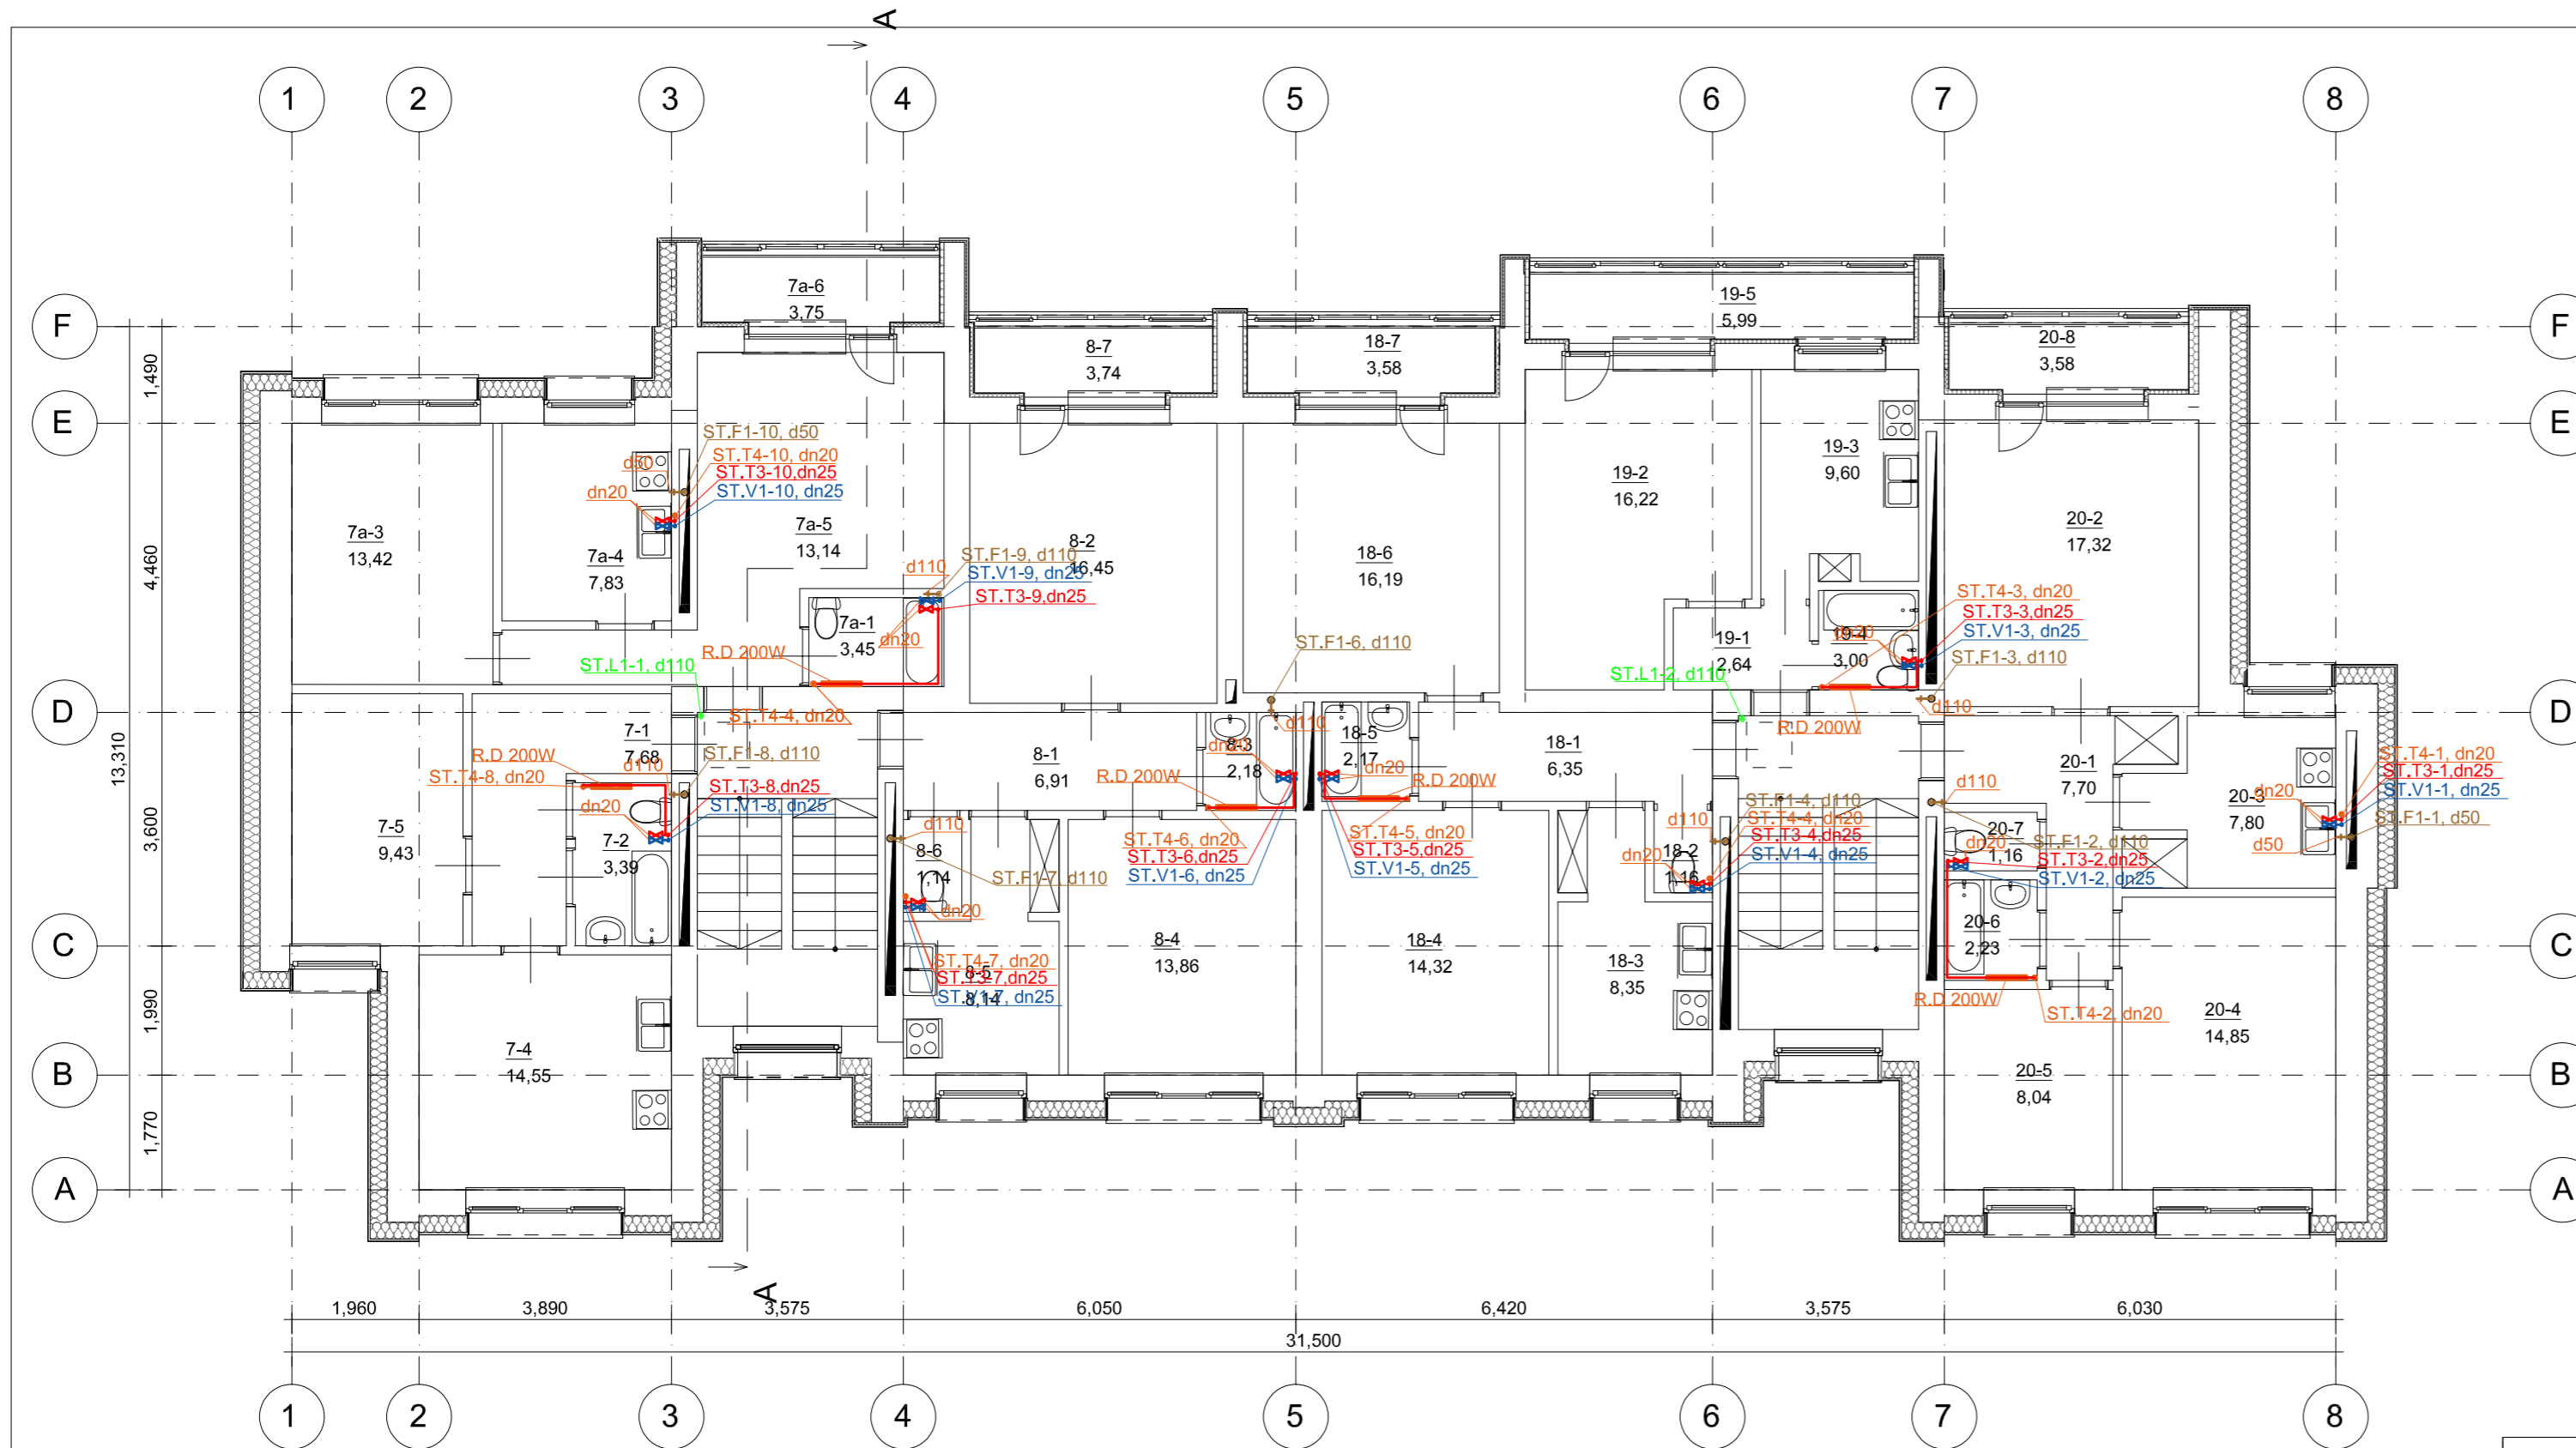 A
1
2
3
4
5
6
7
8
F
E
D
C
B
A
F
E
D
C
B
A
1,490
4,460
3,600
1,990
1,770
13,310
7a-6
3,75
8-7
3,74
18-7
3,58
19-5
5,99
20-8
3,58
7a-3
13,42
7a-4
7,83
7a-5
13,14
ST.F1-10, d50
ST.T4-10, dn20
ST.T3-10,dn25
ST.V1-10, dn25
d50
dn20
8-2
16,45
ST.F1-9, d110
ST.V1-9, dn25
ST.T3-9,dn25
d110
dn20
7a-1
3,45
R.D 200W
ST.L1-1, d110
ST.T4-4, dn20
18-6
16,19
ST.F1-6, d110
19-2
16,22
19-3
9,60
19-1
2,64
19-4
3,00
dn20
ST.L1-2, d110
R.D 200W
d110
20-2
17,32
ST.T4-3, dn20
ST.T3-3,dn25
ST.V1-3, dn25
ST.F1-3, d110
7-1
7,68
R.D 200W
ST.T4-8, dn20
d110
dn20
ST.F1-8, d110
ST.T3-8,dn25
ST.V1-8, dn25
7-5
9,43
7-2
3,39
7-4
14,55
8-1
6,91
8-3
2,18
dn20
d110
R.D 200W
18-5
2,17
dn20
R.D 200W
18-1
6,35
ST.T4-6, dn20
ST.T3-6,dn25
ST.V1-6, dn25
ST.T4-5, dn20
ST.T3-5,dn25
ST.V1-5, dn25
d110
8-6
1,14
dn20
ST.F1-7, d110
ST.T4-7, dn20
ST.T3-7,dn25
ST.V1-7, dn25
8-5
8,14
8-4
13,86
18-4
14,32
18-3
8,35
18-2
1,16
d110
dn20
ST.F1-4, d110
ST.T4-4, dn20
ST.T3-4,dn25
ST.V1-4, dn25
20-1
7,70
20-3
7,80
dn20
d50
ST.T4-1, dn20
ST.T3-1,dn25
ST.V1-1, dn25
ST.F1-1, d50
d110
20-7
1,16
dn20
ST.F1-2, d110
ST.T3-2,dn25
ST.V1-2, dn25
20-6
2,23
R.D 200W
ST.T4-2, dn20
20-4
14,85
20-5
8,04
A
1,960
3,890
3,575
6,050
6,420
3,575
6,030
31,500
1
2
3
4
5
6
7
8